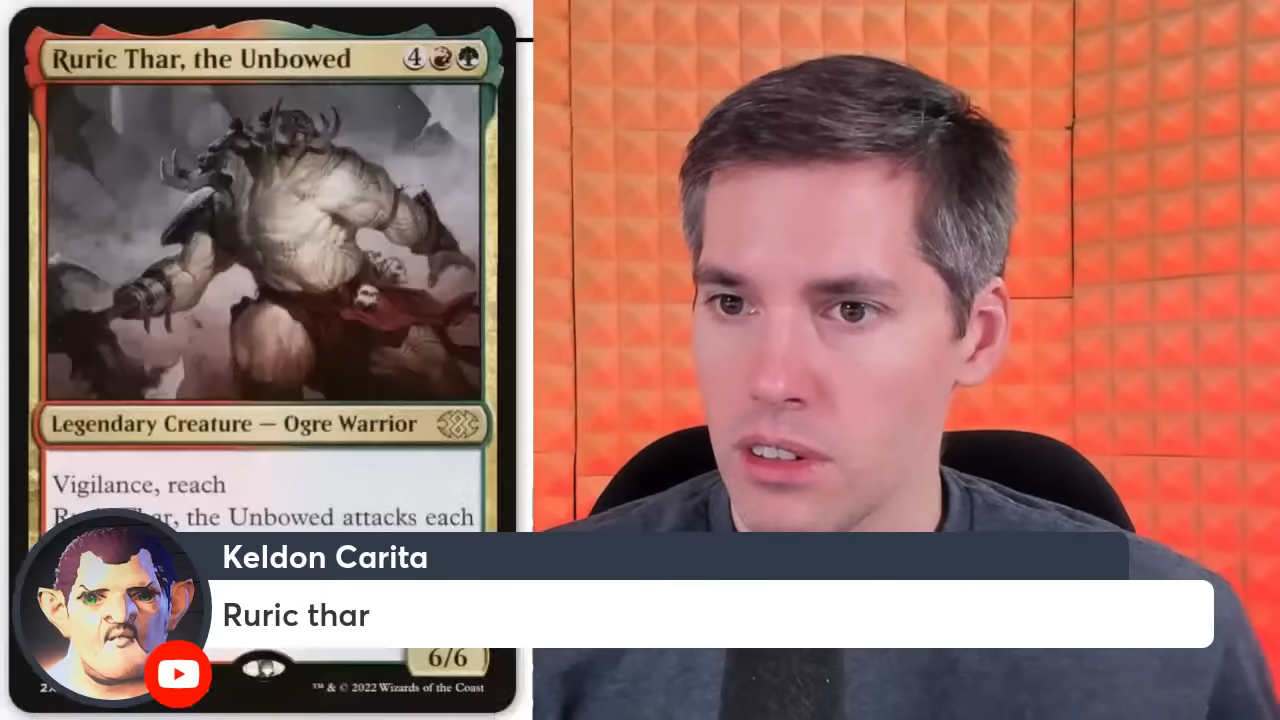 Ruric Thar, the Unbowed 4
Legendary Creature — Ogre Warrior
Vigilance, reach
the Unbowed attacks each
Keldon Carita
Ruric thar
6/6
™ & © 2022 Wizards of the Coast